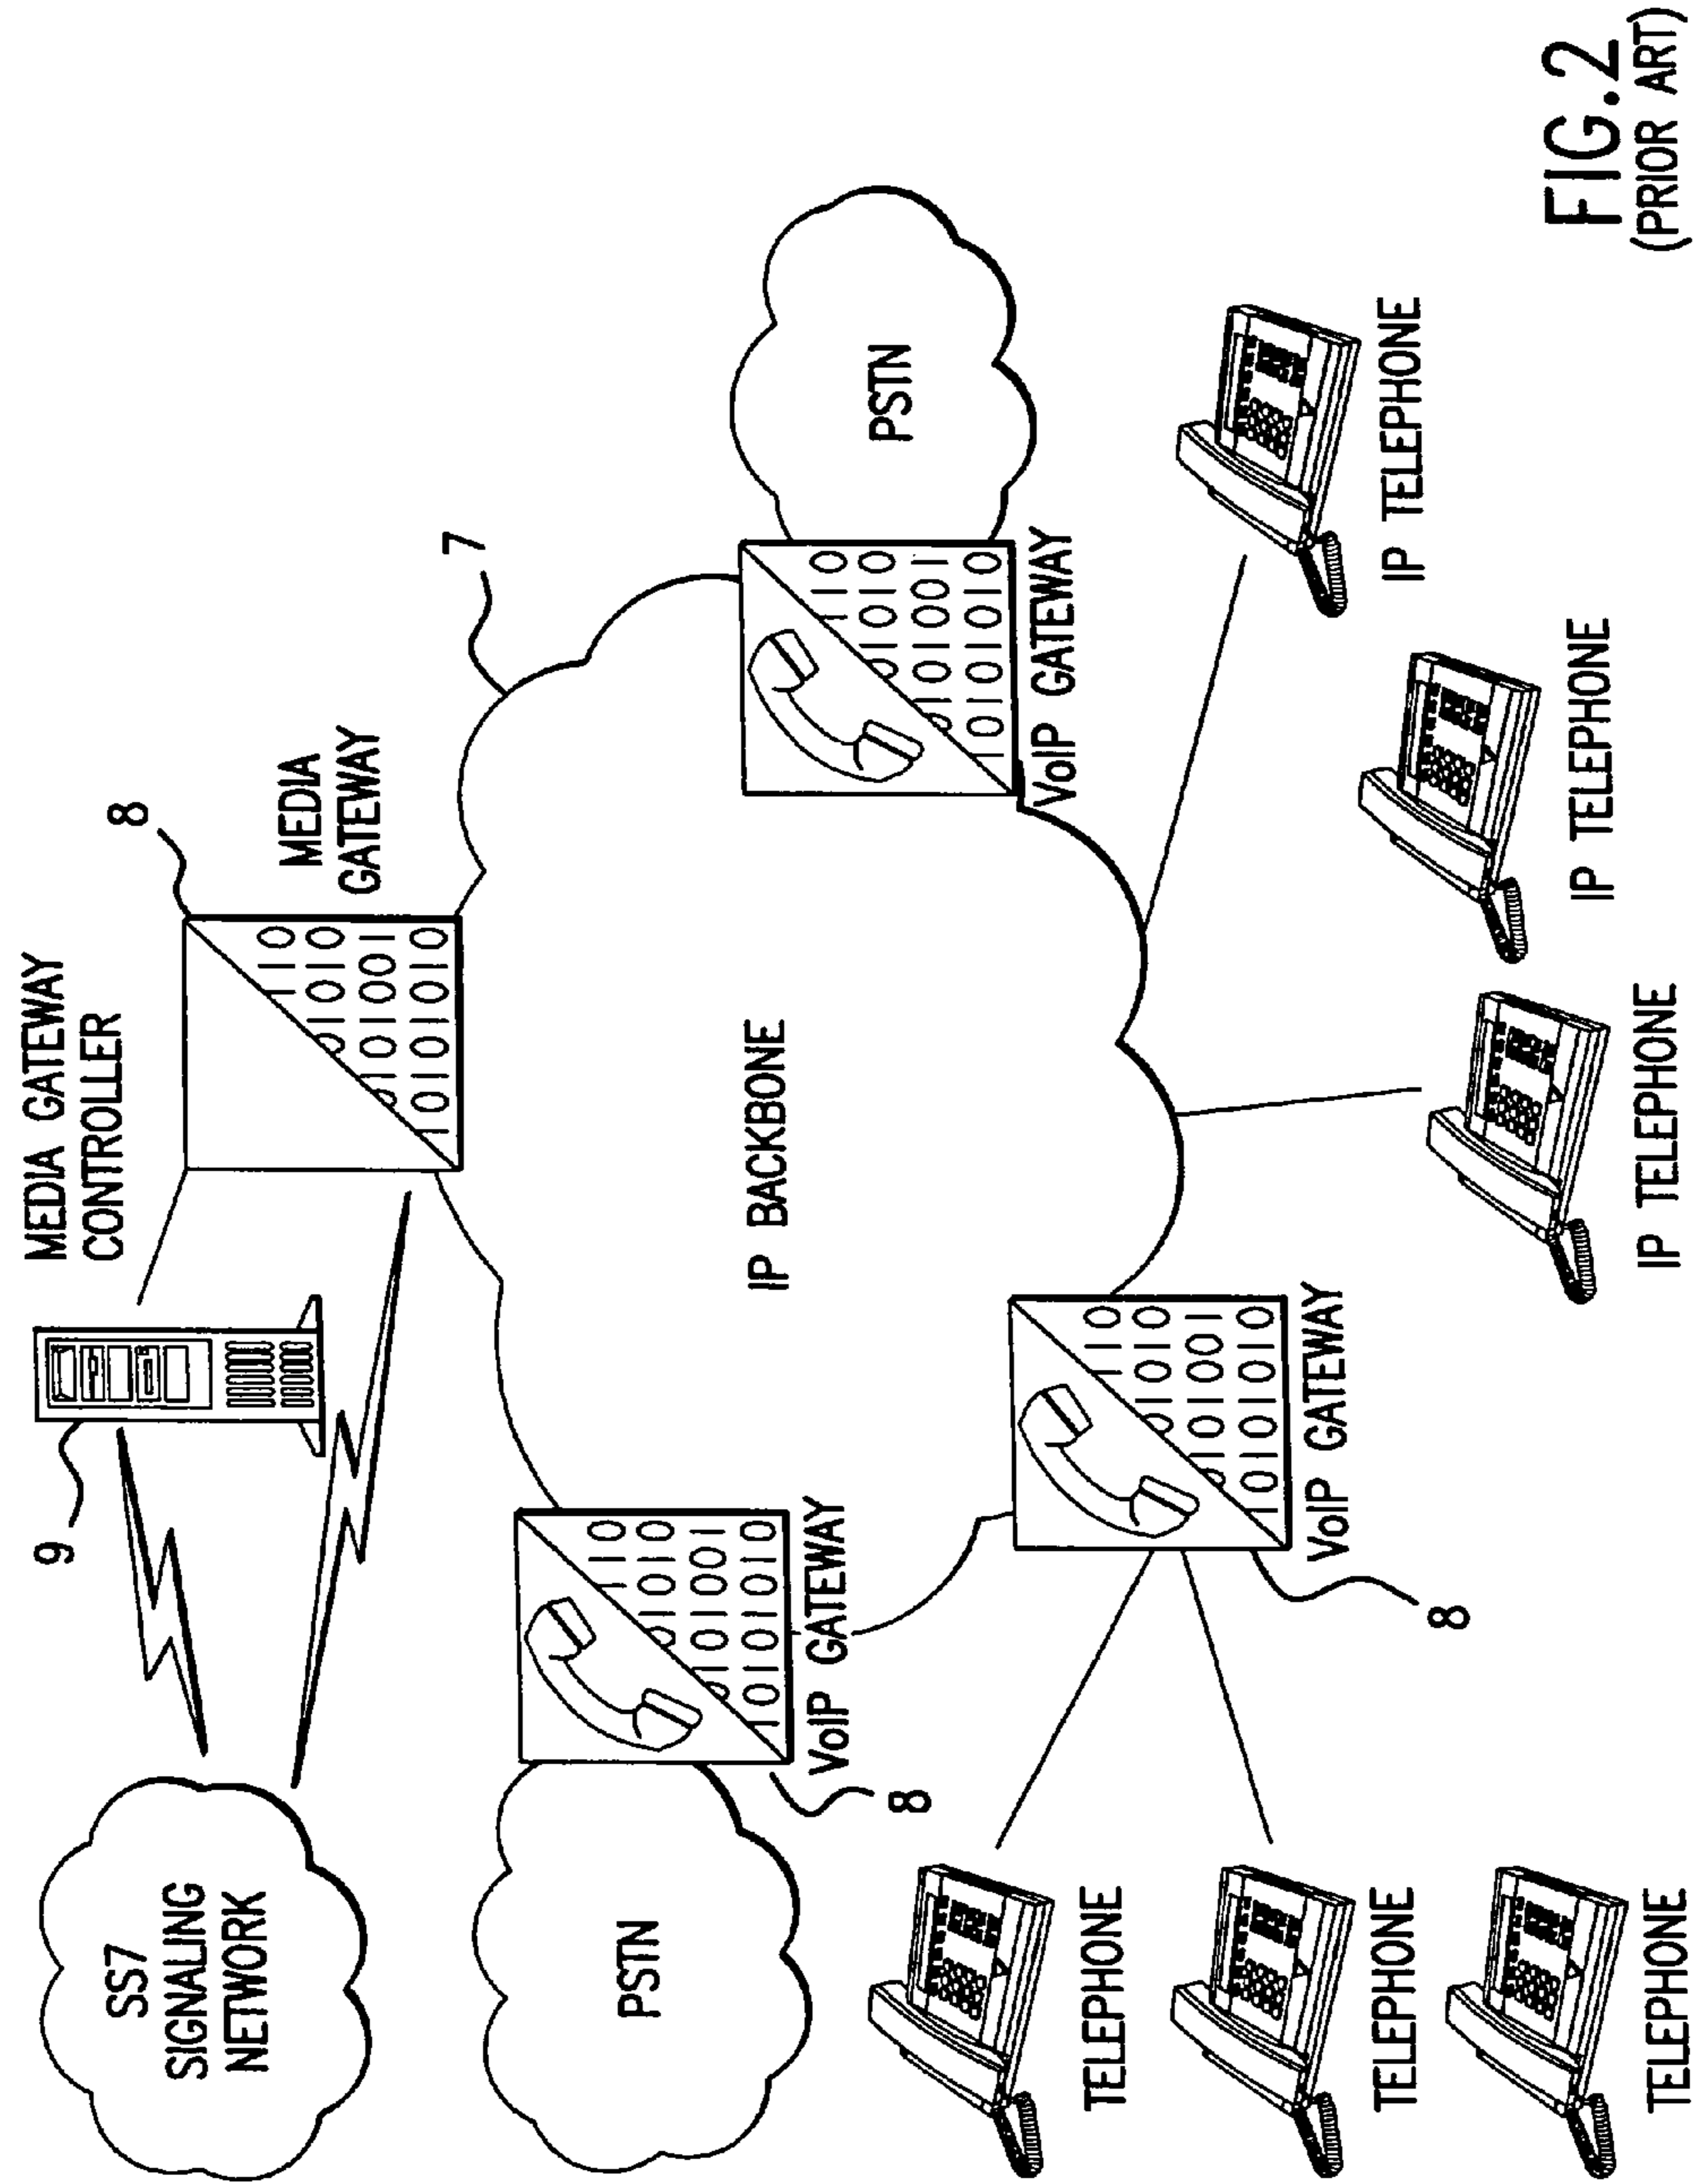 SS7
SIGNALING
NETWORK
9
MEDIA GATEWAY
CONTROLLER
8
MEDIA
GATEWAY
7
PSTN
VoIP GATEWAY
8
IP BACKBONE
PSTN
VoIP GATEWAY
TELEPHONE
TELEPHONE
TELEPHONE
VoIP GATEWAY
8
IP TELEPHONE
IP TELEPHONE
IP TELEPHONE
FIG.2
(PRIOR ART)